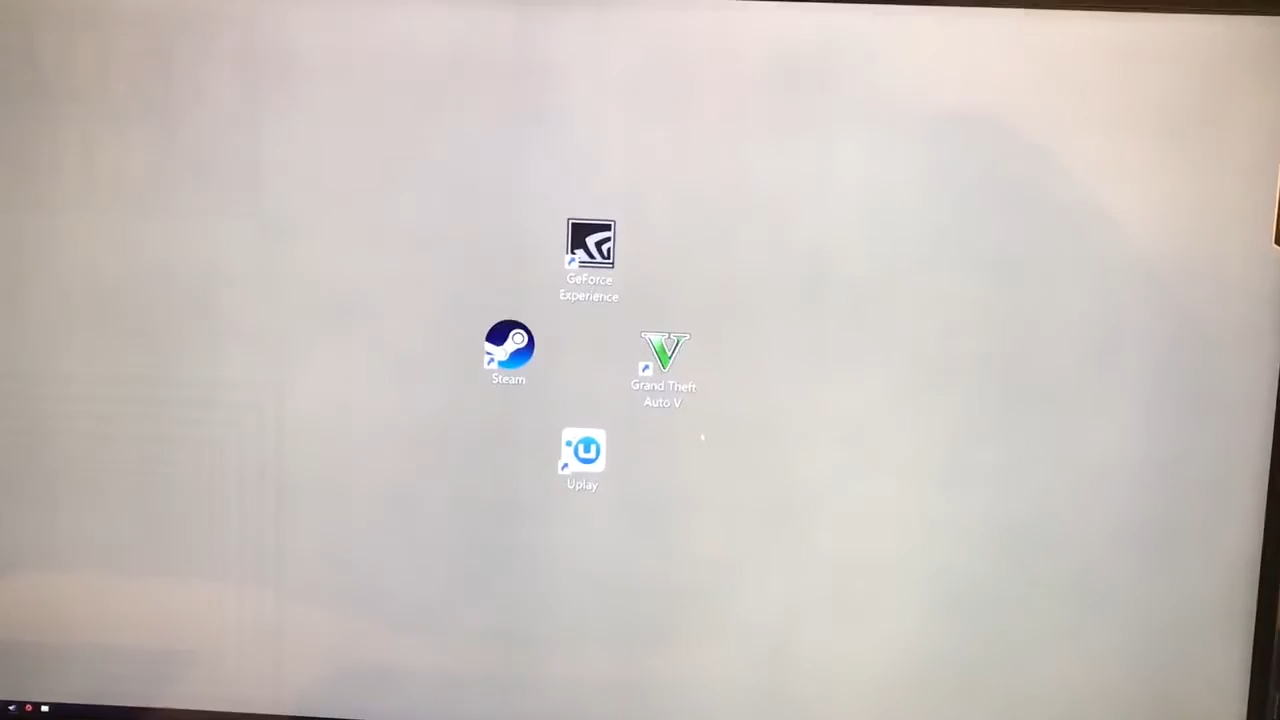 GeForce
Experience
Steam
Grand Theft
Auto V
Uplay